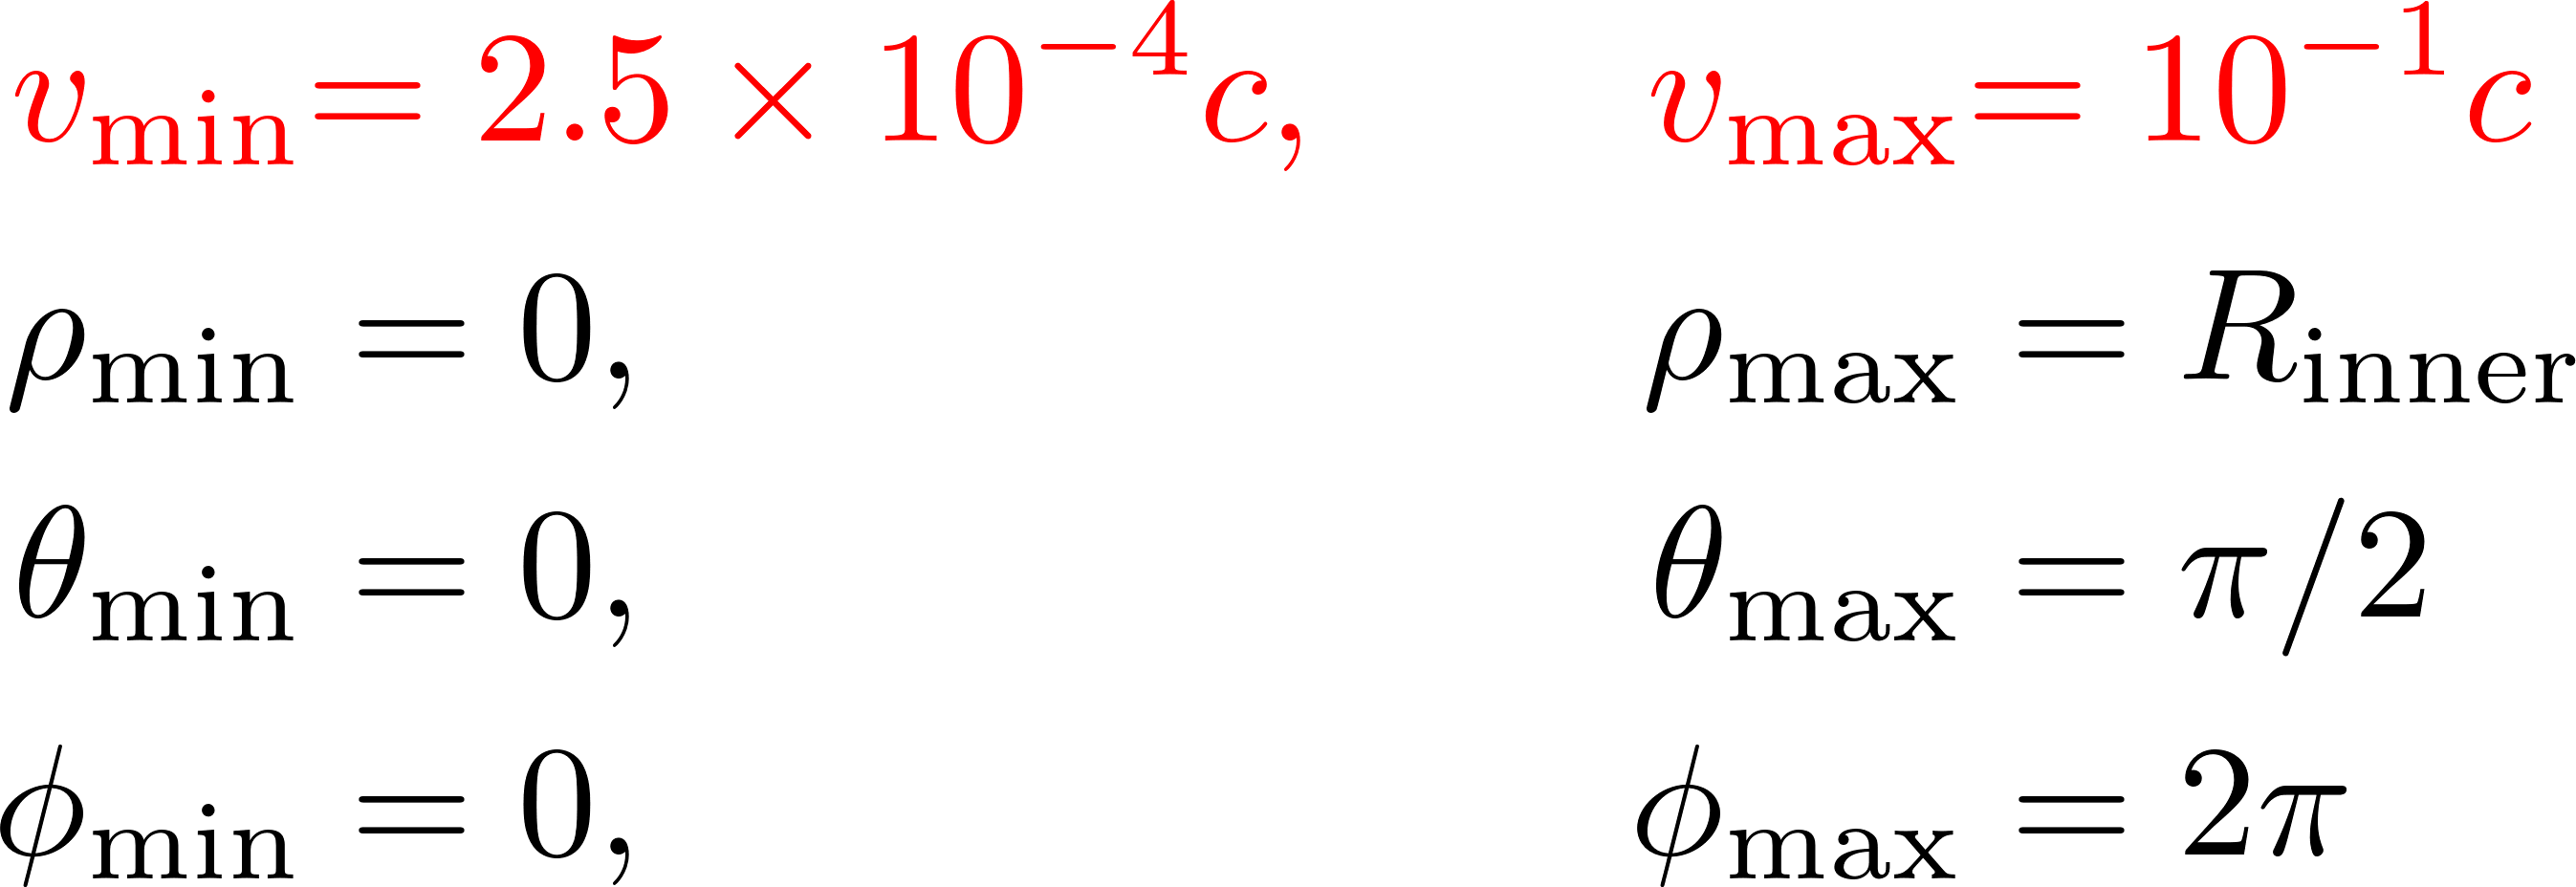 v_min = 2.5 × 10^−4 c, v_max = 10^−1 c
ρ_min = 0, ρ_max = R_inner
θ_min = 0, θ_max = π/2
ϕ_min = 0, ϕ_max = 2π